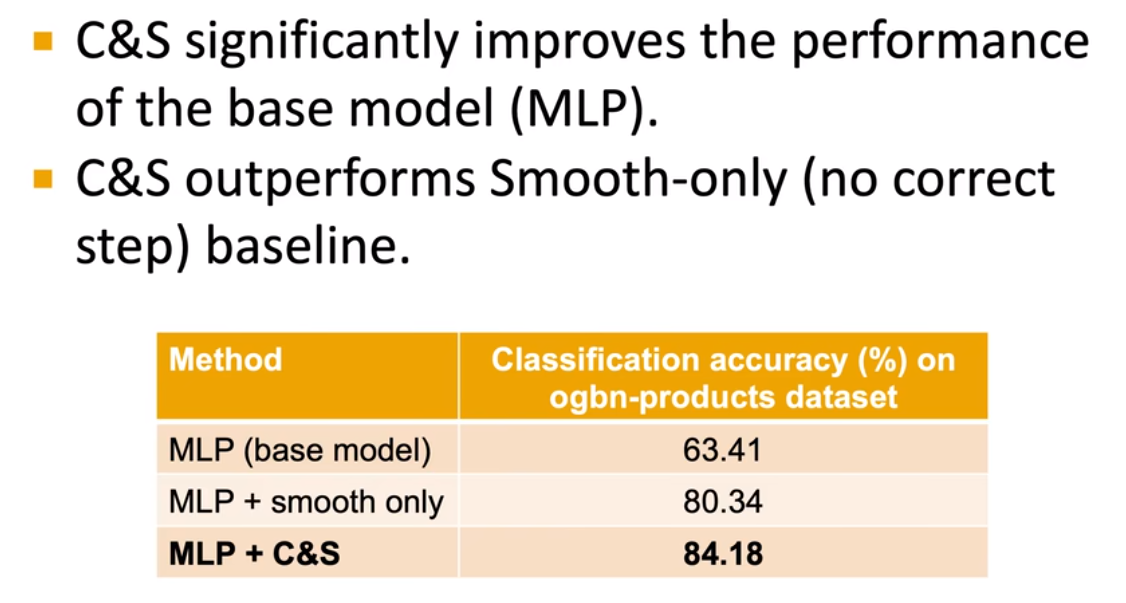 C&S significantly improves the performance
of the base model (MLP).
C&S outperforms Smooth-only (no correct
step) baseline.
Method
Classification accuracy (%) on
ogbn-products dataset
MLP (base model) 63.41
MLP + smooth only 80.34
MLP + C&S 84.18